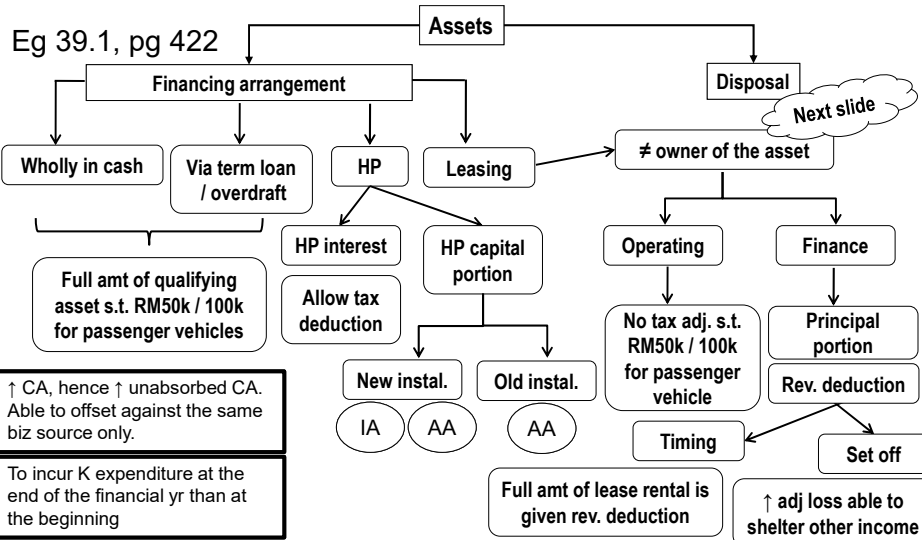 Eg 39.1, pg 422
Assets
Financing arrangement
Disposal
Next slide
Wholly in cash
Via term loan
/ overdraft
HP
Leasing
≠ owner of the asset
Full amt of qualifying
asset s.t. RM50k / 100k
for passenger vehicles
HP interest
Allow tax
deduction
HP capital
portion
New instal.
Old instal.
IA
AA
AA
Operating
No tax adj. s.t.
RM50k / 100k
for passenger
vehicle
Finance
Principal
portion
Rev. deduction
Timing
Set off
Full amt of lease rental is
given rev. deduction
↑ adj loss able to
shelter other income
↑ CA, hence ↑ unabsorbed CA.
Able to offset against the same
biz source only.
To incur K expenditure at the
end of the financial yr than at
the beginning